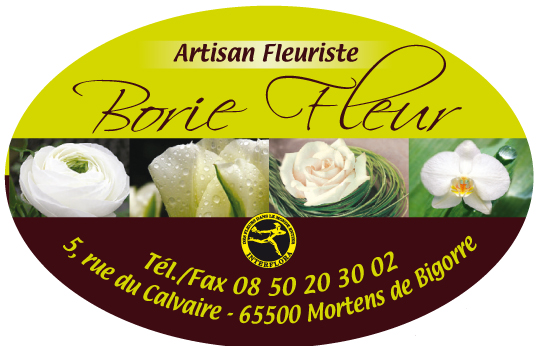 Artisan Fleuriste
Borie Fleur
INTERFLORA
Tél./Fax 08 50 20 30 02
5, rue du Calvaire - 65500 Mortens de Bigorre